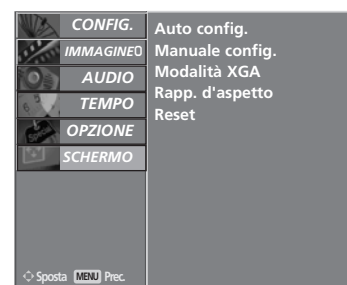 CONFIG.
IMMAGINE
AUDIO
TEMPO
OPZIONE
SCHERMO
Auto config.
Manuale config.
Modalità XGA
Rapp. d'aspetto
Reset
Sposta MENU Prec.